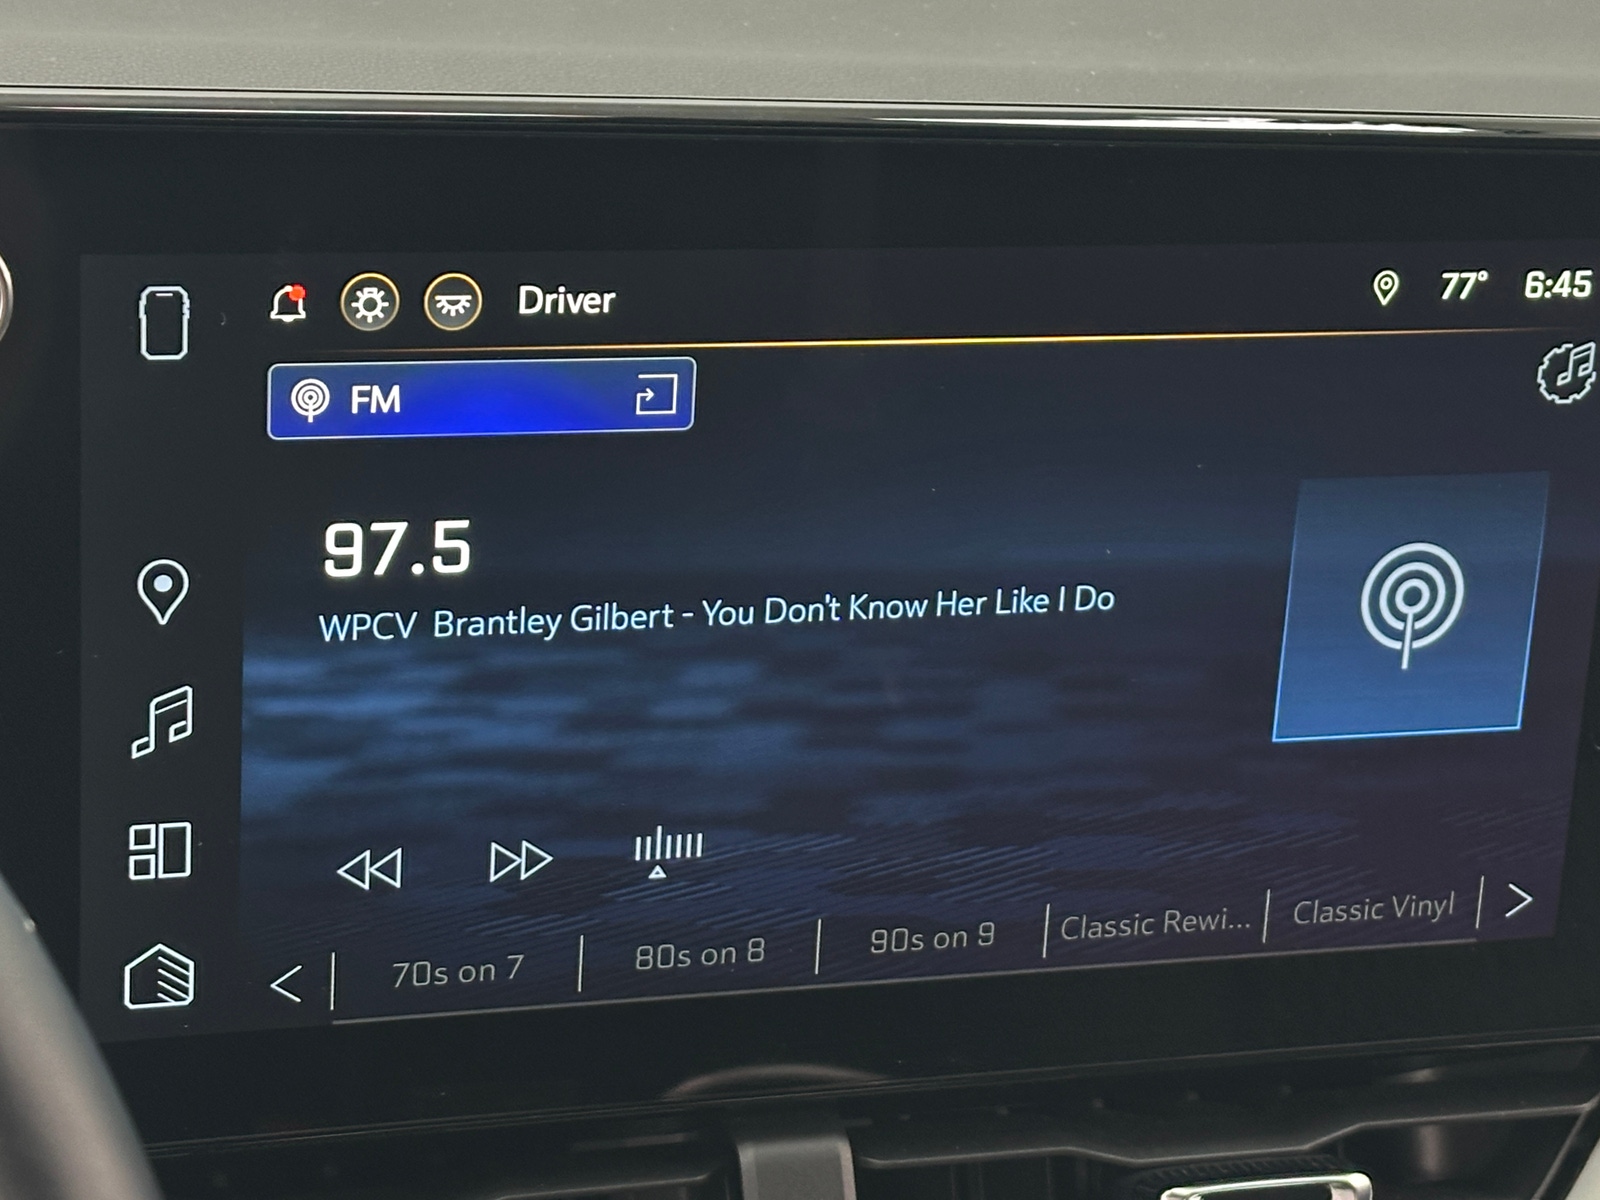 Driver 77° 6:45
FM
97.5
WPCV Brantley Gilbert - You Don't Know Her Like I Do
70s on 7 80s on 8 90s on 9 Classic Rewi... Classic Vinyl